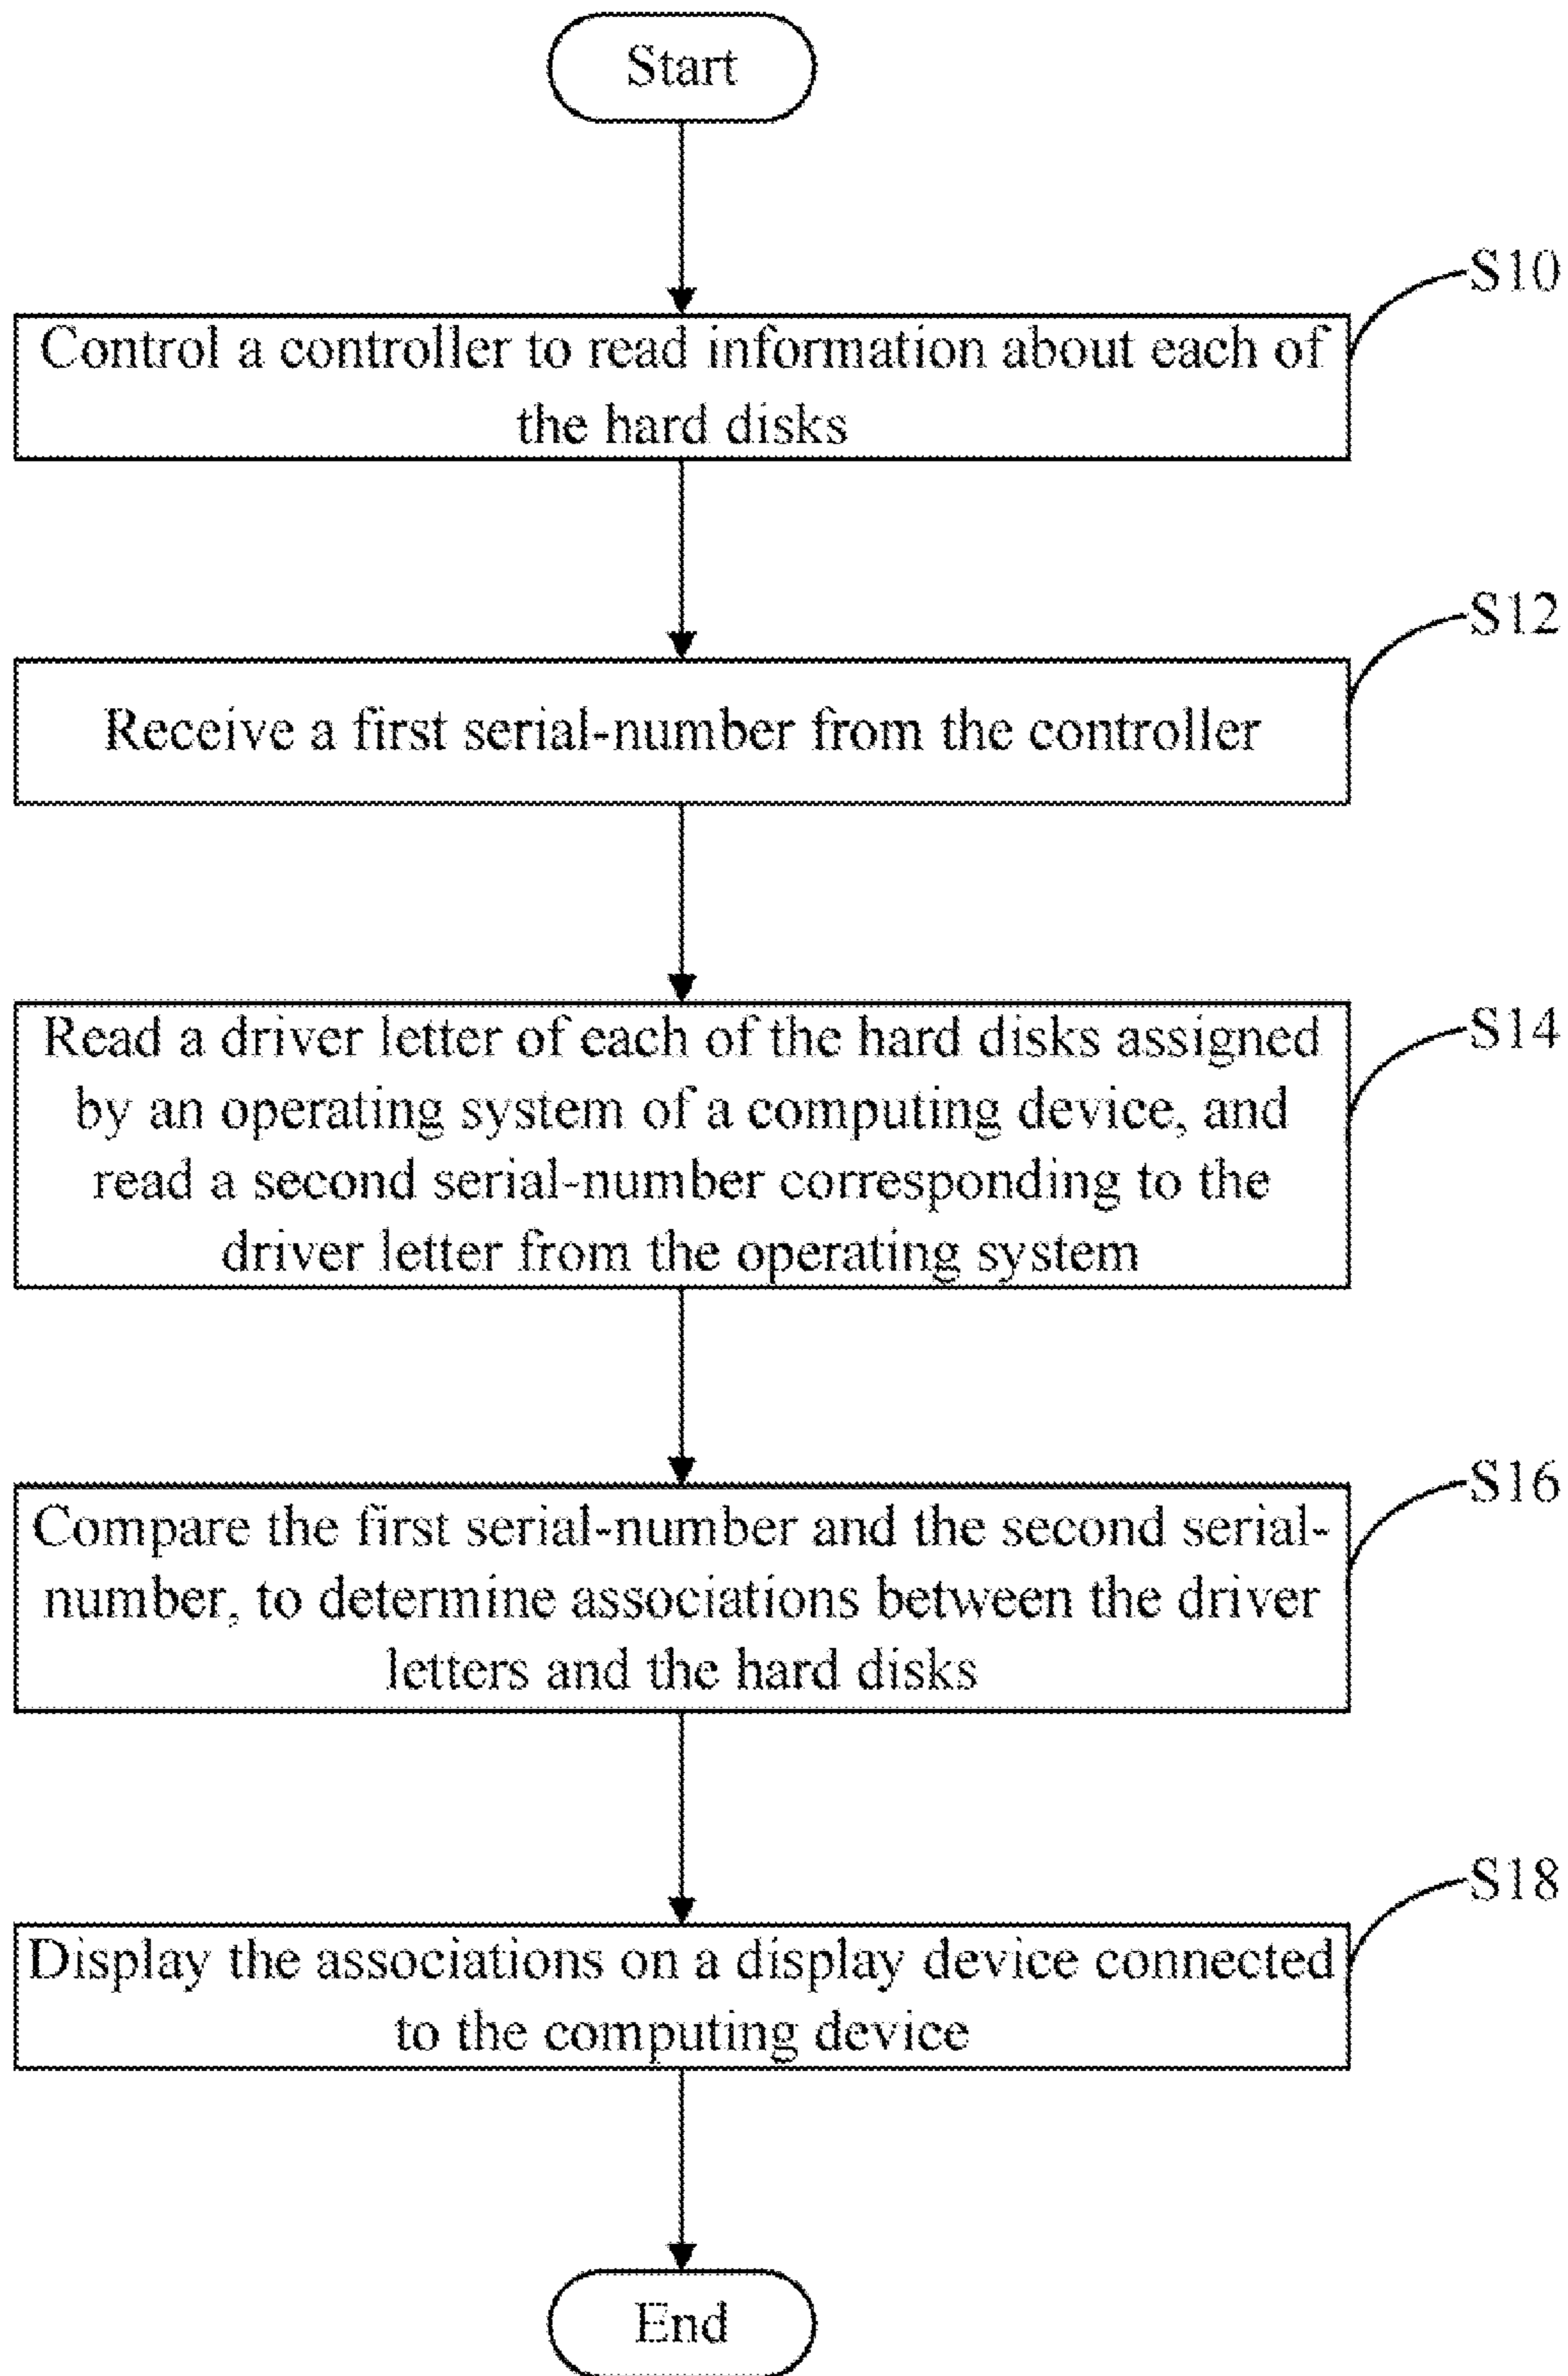 Start
S10
Control a controller to read information about each of
the hard disks
S12
Receive a first serial-number from the controller
S14
Read a driver letter of each of the hard disks assigned
by an operating system of a computing device, and
read a second serial-number corresponding to the
driver letter from the operating system
S16
Compare the first serial-number and the second serial-
number, to determine associations between the driver
letters and the hard disks
S18
Display the associations on a display device connected
to the computing device
End